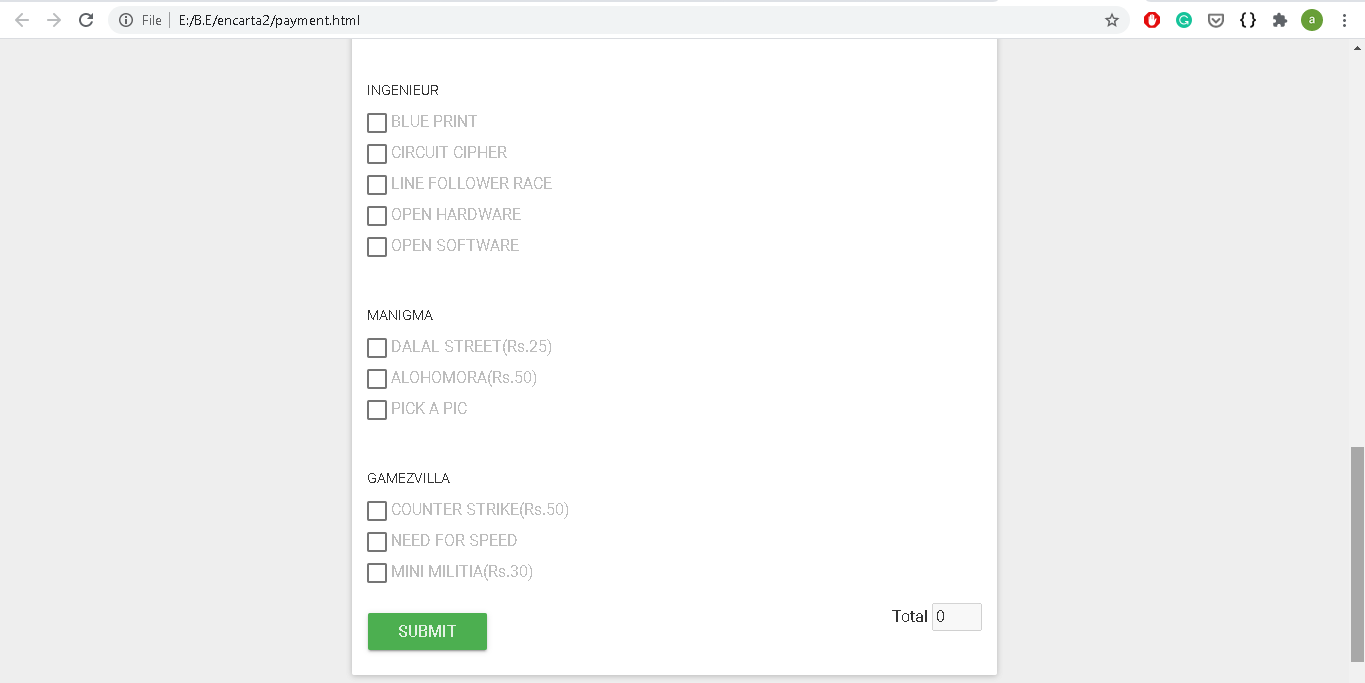 File E:/B.E/encarta2/payment.html
a
INGENIEUR
BLUE PRINT
CIRCUIT CIPHER
LINE FOLLOWER RACE
OPEN HARDWARE
OPEN SOFTWARE
MANIGMA
DALAL STREET(Rs.25)
ALOHOMORA(Rs.50)
PICK A PIC
GAMEZVILLA
COUNTER STRIKE(Rs.50)
NEED FOR SPEED
MINI MILITIA(Rs.30)
Total 0
SUBMIT